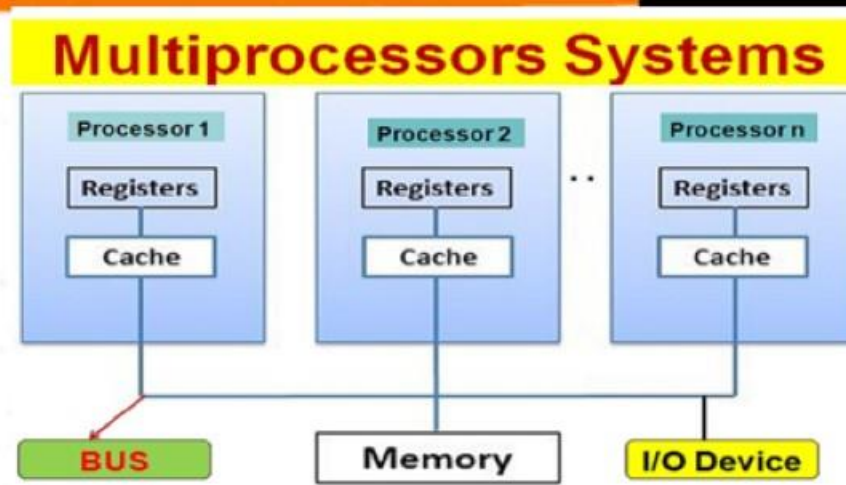 Multiprocessors Systems
Processor 1
Registers
Cache
Processor 2
Registers
Cache
..
Processor n
Registers
Cache
BUS
Memory
I/O Device